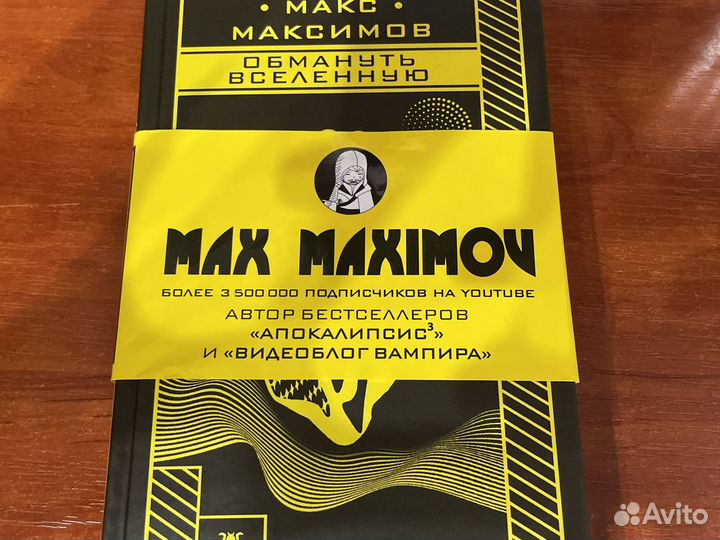 • МАКС •
МАКСИМОВ
ОБМАНУТЬ
ВСЕЛЕННУЮ
MAX MAXIMOV
БОЛЕЕ 3 500 000 ПОДПИСЧИКОВ НА YOUTUBE
АВТОР БЕСТСЕЛЛЕРОВ
«АПОКАЛИПСИС³»
И «ВИДЕОБЛОГ ВАМПИРА»
Avito